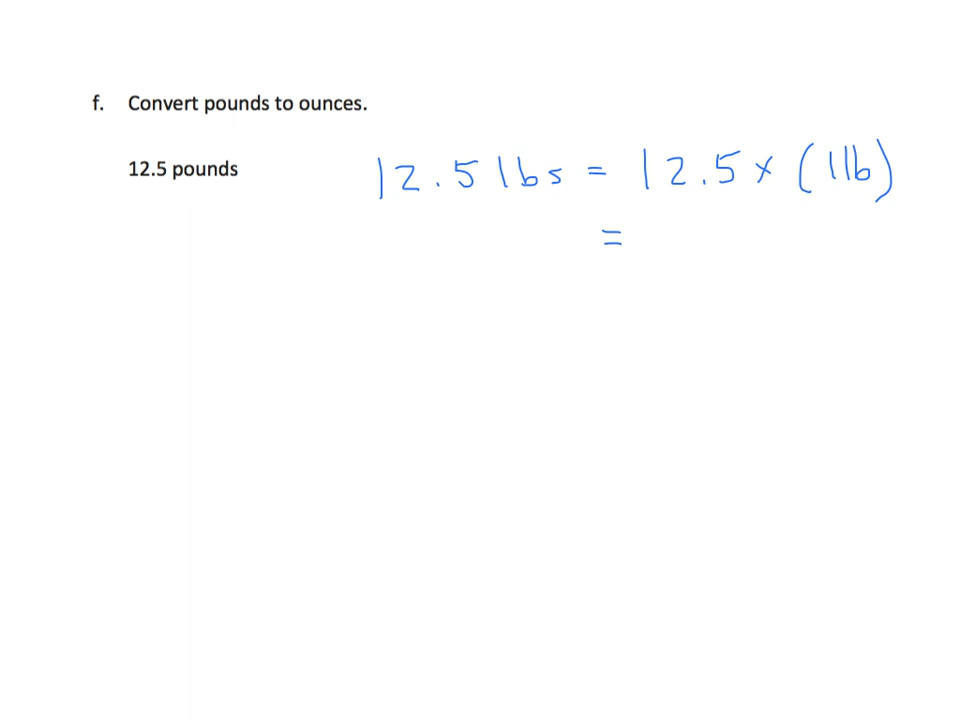 f. Convert pounds to ounces.
12.5 pounds 12.5 lbs = 12.5 × (1lb)
=